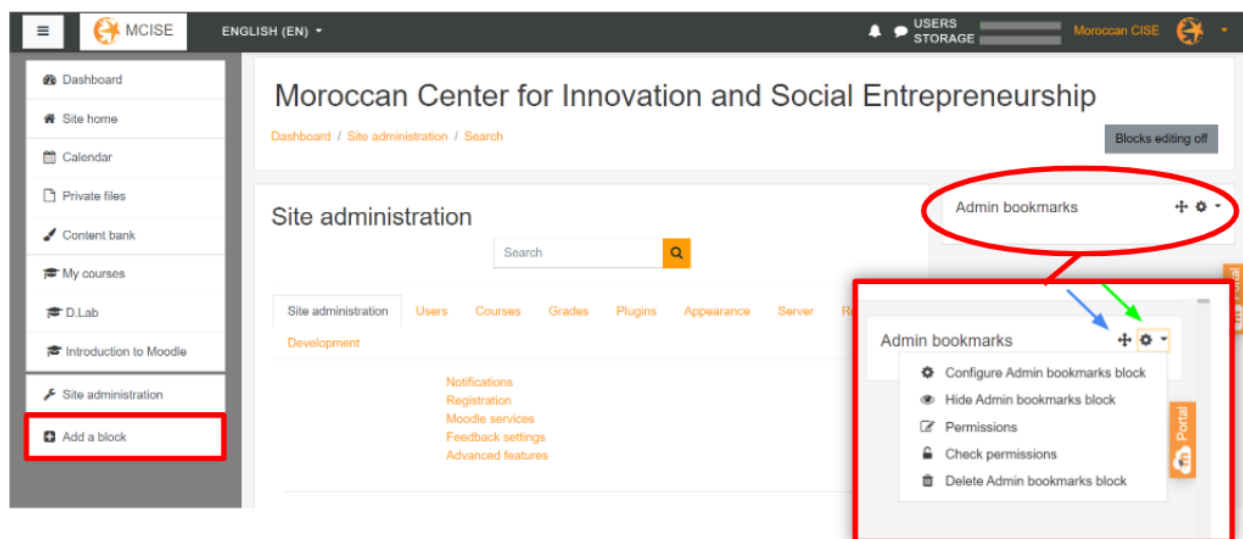 MCISE
ENGLISH (EN)
USERS
STORAGE
Moroccan CISE
Dashboard
Site home
Calendar
Private files
Content bank
My courses
D.Lab
Introduction to Moodle
Site administration
Add a block
Moroccan Center for Innovation and Social Entrepreneurship
Dashboard / Site administration / Search
Blocks editing off
Site administration
Search
Site administration Users Courses Grades Plugins Appearance Server
Development
Notifications
Registration
Moodle services
Feedback settings
Advanced features
Admin bookmarks
Admin bookmarks
Configure Admin bookmarks block
Hide Admin bookmarks block
Permissions
Check permissions
Delete Admin bookmarks block
Portal